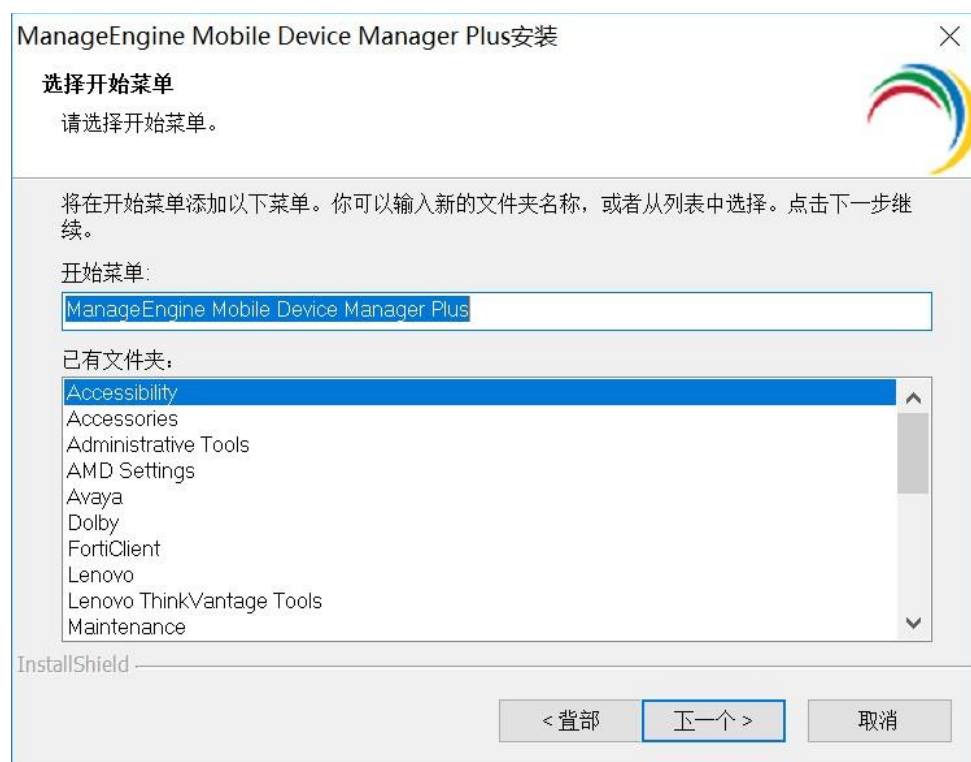 ManageEngine Mobile Device Manager Plus安装
选择开始菜单
请选择开始菜单。
将在开始菜单添加以下菜单。你可以输入新的文件夹名称，或者从列表中选择。点击下一步继
续。
开始菜单:
ManageEngine Mobile Device Manager Plus
已有文件夹：
Accessibility
Accessories
Administrative Tools
AMD Settings
Avaya
Dolby
FortiClient
Lenovo
Lenovo ThinkVantage Tools
Maintenance
InstallShield
< 背部
下一个 >
取消